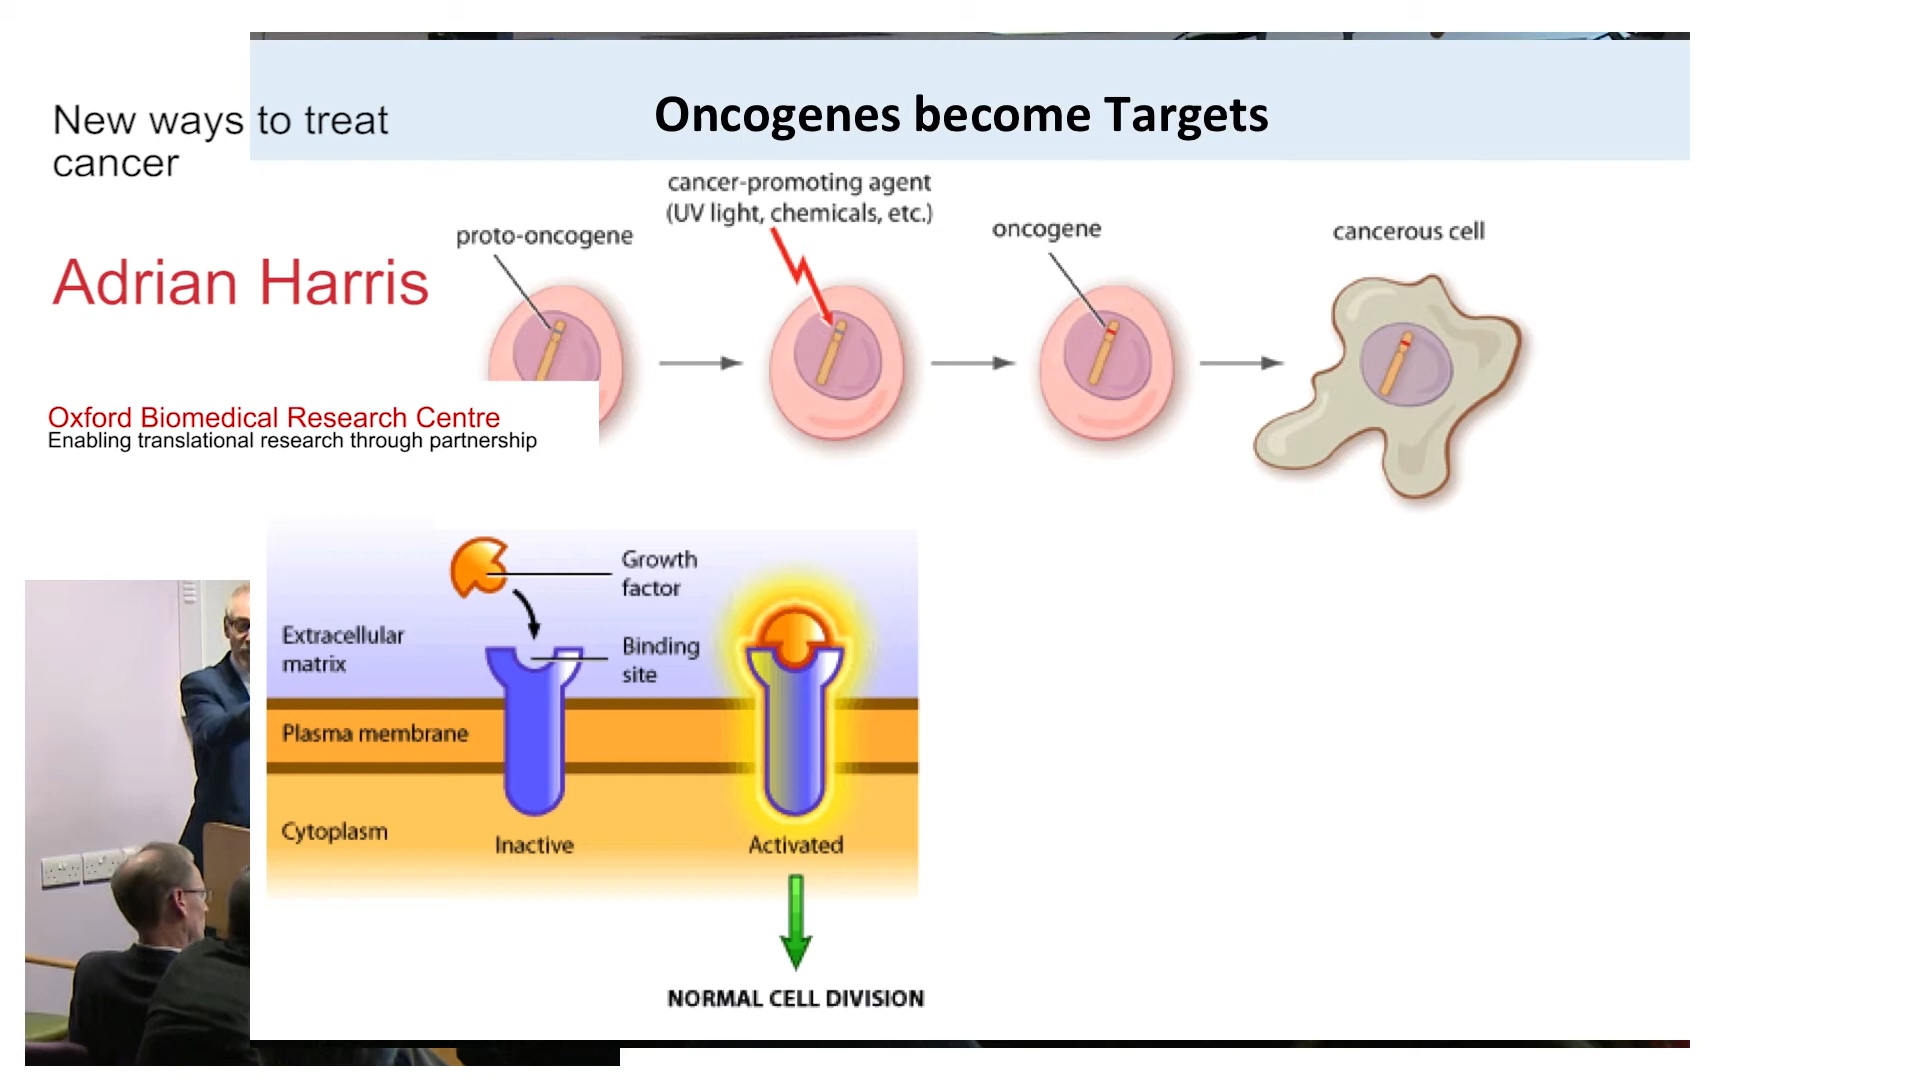 New ways to treat
cancer
Adrian Harris
Oxford Biomedical Research Centre
Enabling translational research through partnership
Oncogenes become Targets
proto-oncogene
cancer-promoting agent
(UV light, chemicals, etc.)
oncogene
cancerous cell
Growth
factor
Extracellular
matrix
Binding
site
Plasma membrane
Cytoplasm
Inactive
Activated
NORMAL CELL DIVISION